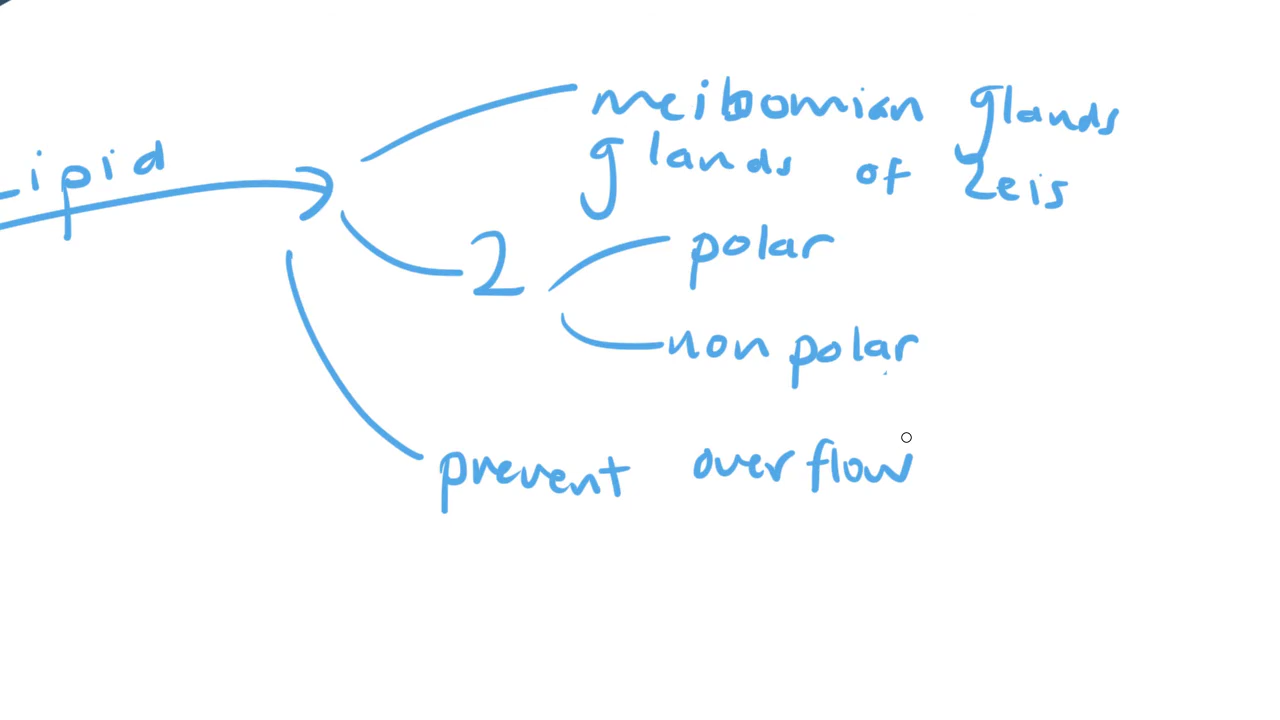 Lipid
meibomian glands
glands of Zeis
2
polar
non polar
prevent overflow